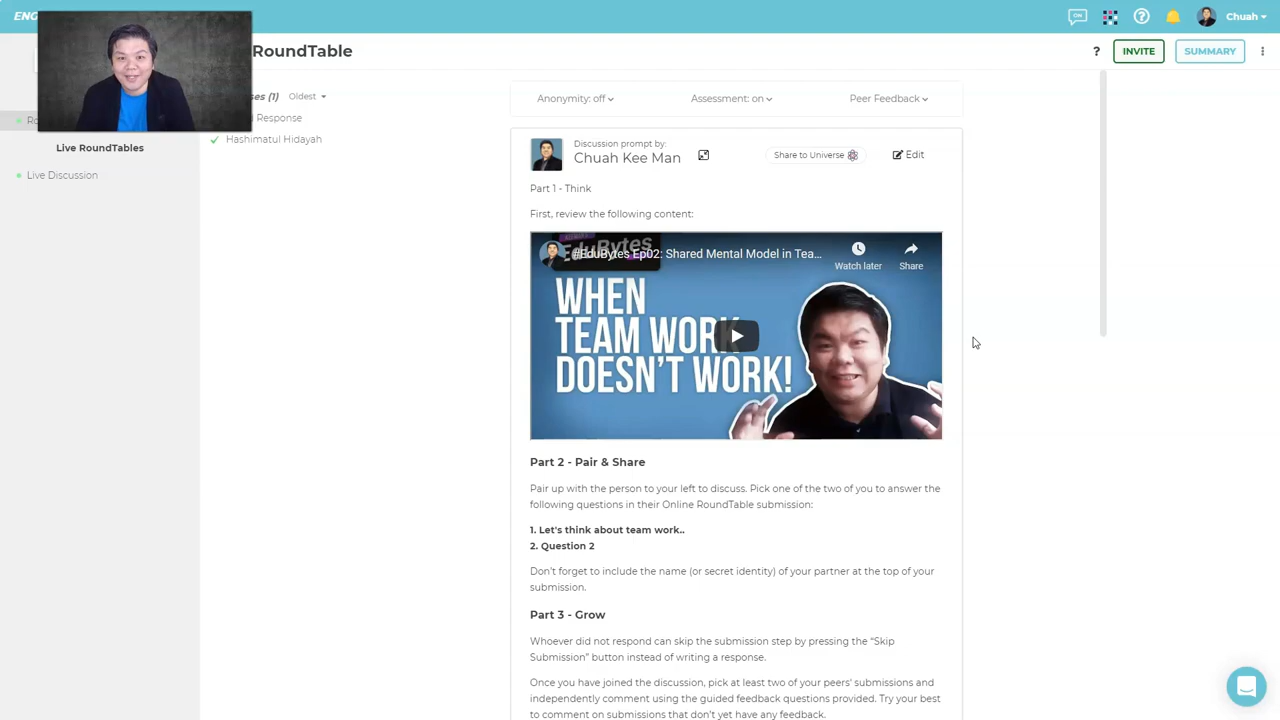 ENG
Chuah
RoundTable
?
INVITE
SUMMARY
ses (1)
Oldest
Response
Hashimatul Hidayah
Live RoundTables
Live Discussion
Anonymity: off
Assessment: on
Peer Feedback
Discussion prompt by:
Chuah Kee Man
Share to Universe
Edit
Part 1 - Think
First, review the following content:
EduBytes
#EduBytes Ep02: Shared Mental Model in Tea...
Watch later
Share
WHEN
TEAM WORK
DOESN'T WORK!
Part 2 - Pair & Share
Pair up with the person to your left to discuss. Pick one of the two of you to answer the
following questions in their Online RoundTable submission:
1. Let's think about team work..
2. Question 2
Don't forget to include the name (or secret identity) of your partner at the top of your
submission.
Part 3 - Grow
Whoever did not respond can skip the submission step by pressing the “Skip
Submission” button instead of writing a response.
Once you have joined the discussion, pick at least two of your peers' submissions and
independently comment using the guided feedback questions provided. Try your best
to comment on submissions that don't yet have any feedback.